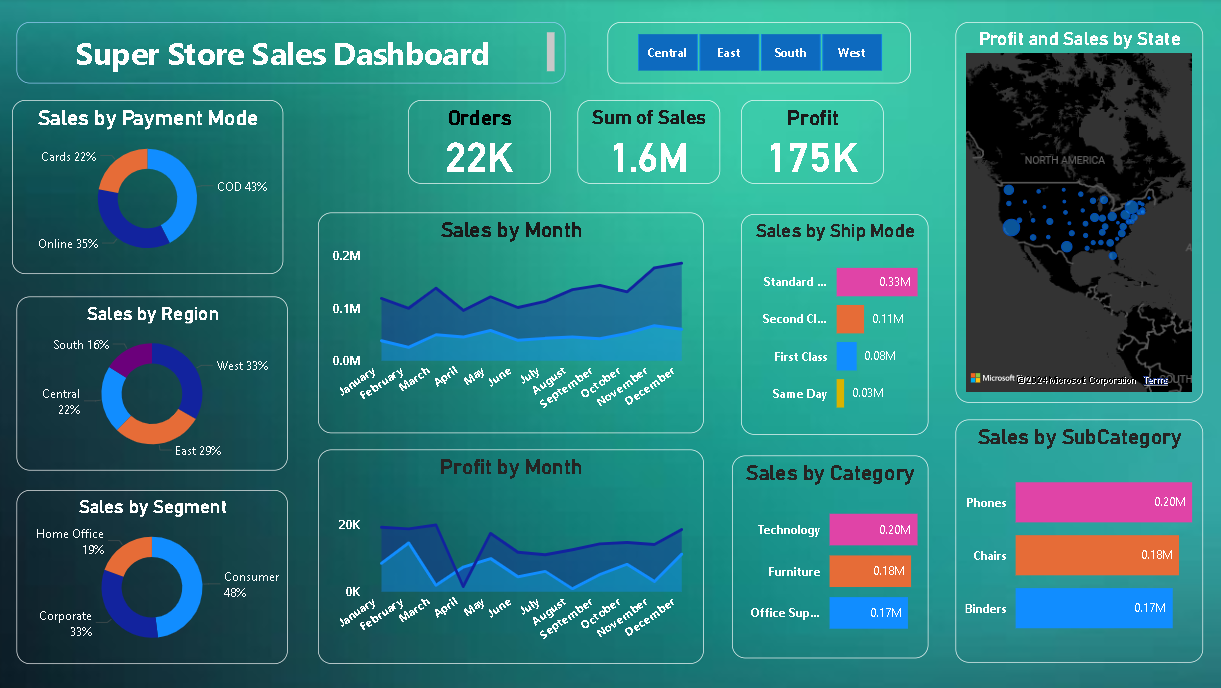 Super Store Sales Dashboard
Central
East
South
West
Profit and Sales by State
NORTH AMERICA
Microsoft
©2024 Microsoft Corporation
Terms
Sales by Payment Mode
Cards 22%
COD 43%
Online 35%
Orders
22K
Sum of Sales
1.6M
Profit
175K
Sales by Month
0.2M
0.1M
0.0M
January
February
March
April
May
June
July
August
September
October
November
December
Sales by Ship Mode
Standard ...
0.33M
Second Cl...
0.11M
First Class
0.08M
Same Day
0.03M
Sales by Region
South 16%
West 33%
Central
22%
East 29%
Profit by Month
20K
0K
January
February
March
April
May
June
July
August
September
October
November
December
Sales by Category
Technology
0.20M
Furniture
0.18M
Office Sup...
0.17M
Sales by SubCategory
Phones
0.20M
Chairs
0.18M
Binders
0.17M
Sales by Segment
Home Office
19%
Consumer
48%
Corporate
33%